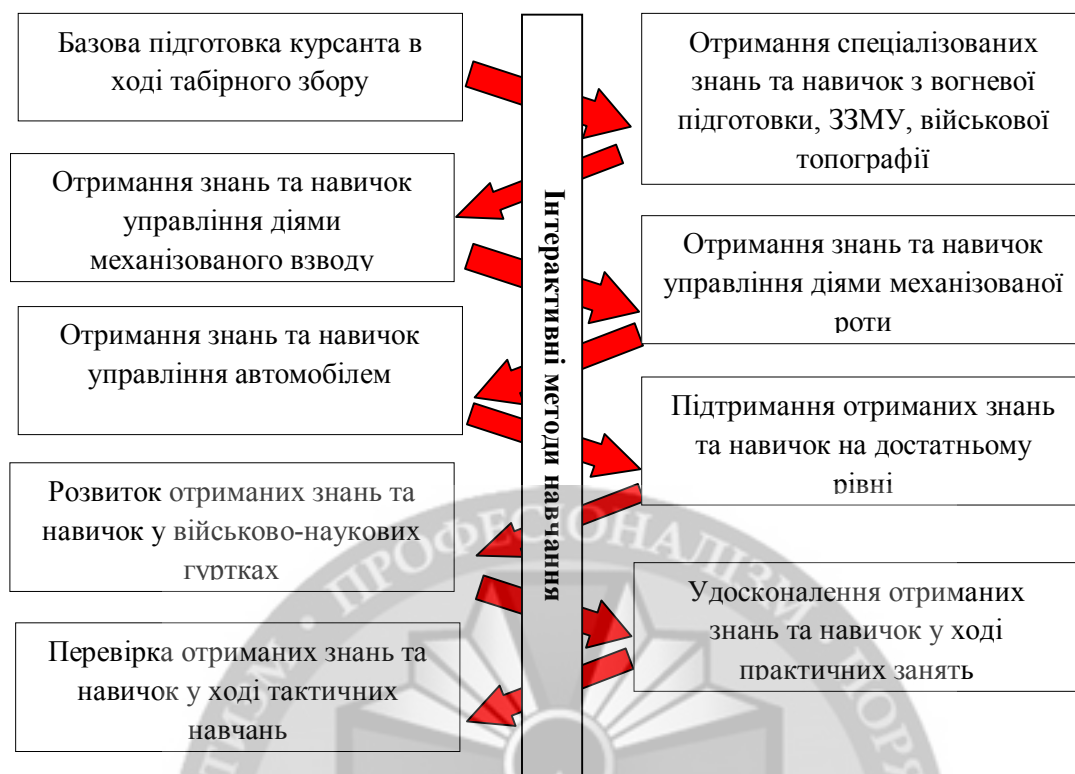 Базова підготовка курсанта в
ході табірного збору
Отримання спеціалізованих
знань та навичок з вогневої
підготовки, ЗЗМУ, військової
топографії
Отримання знань та навичок
управління діями
механізованого взводу
Отримання знань та навичок
управління діями механізованої
роти
Отримання знань та навичок
управління автомобілем
Підтримання отриманих знань
та навичок на достатньому
рівні
Розвиток отриманих знань та
навичок у військово-наукових
гуртках
Удосконалення отриманих
знань та навичок у ході
практичних занять
Перевірка отриманих знань та
навичок у ході тактичних
навчань
Інтерактивні методи навчання
ПРОФЕСІОНАЛІЗМ